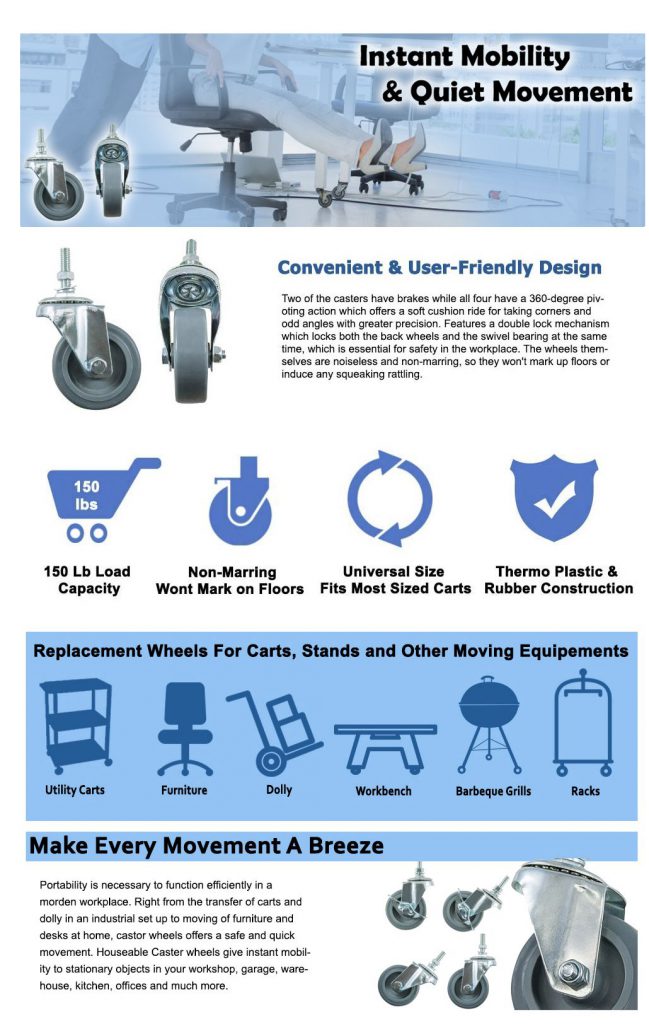 Instant Mobility
& Quiet Movement
Convenient & User-Friendly Design
Two of the casters have brakes while all four have a 360-degree piv-
oting action which offers a soft cushion ride for taking corners and
odd angles with greater precision. Features a double lock mechanism
which locks both the back wheels and the swivel bearing at the same
time, which is essential for safety in the workplace. The wheels them-
selves are noiseless and non-marring, so they won't mark up floors or
induce any squeaking rattling.
150
lbs
150 Lb Load
Capacity
Non-Marring
Wont Mark on Floors
Universal Size
Fits Most Sized Carts
Thermo Plastic &
Rubber Construction
Replacement Wheels For Carts, Stands and Other Moving Equipements
Utility Carts
Furniture
Dolly
Workbench
Barbeque Grills
Racks
Make Every Movement A Breeze
Portability is necessary to function efficiently in a
morden workplace. Right from the transfer of carts and
dolly in an industrial set up to moving of furniture and
desks at home, castor wheels offers a safe and quick
movement. Houseable Caster wheels give instant mobil-
ity to stationary objects in your workshop, garage, ware-
house, kitchen, offices and much more.